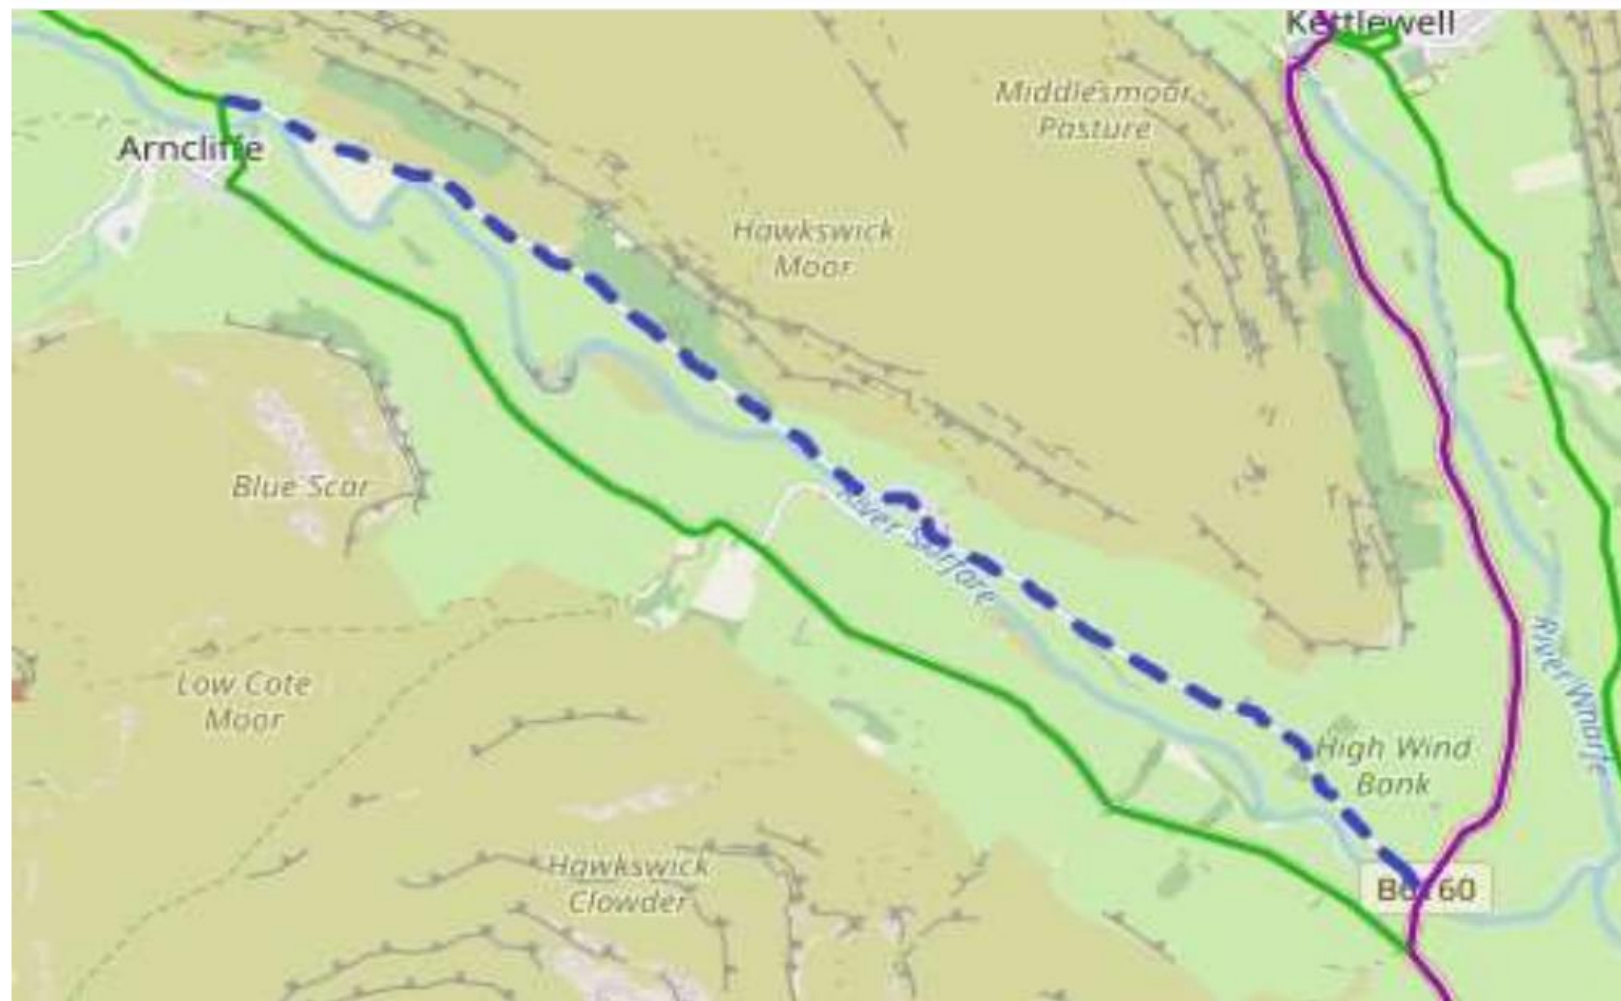 Kettlewell
Middlesmoor
Pasture
Arncliffe
Hawkswick
Moor
Blue Scar
River Skirfare
Low Cote
Moor
River Wharfe
High Wind
Bank
Hawkswick
Clowder
B6160